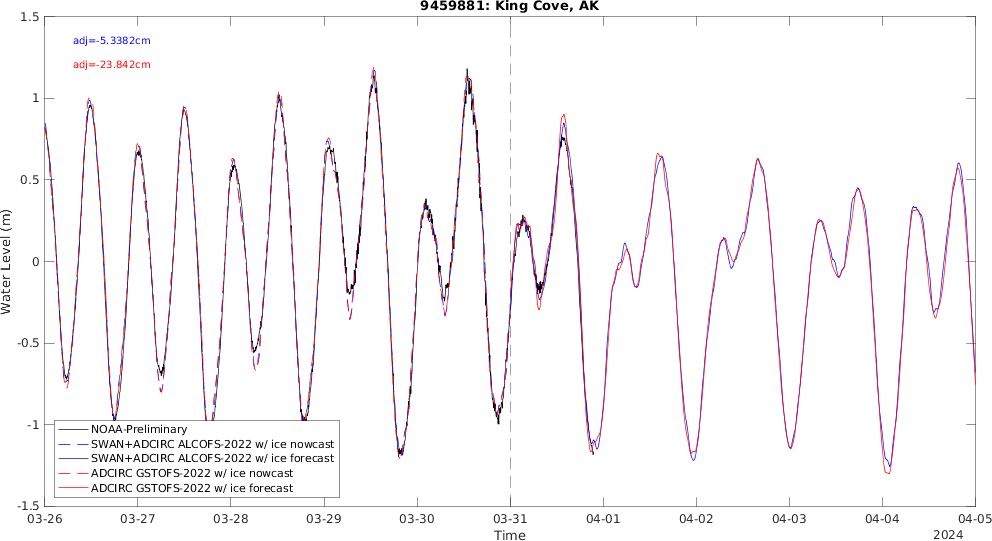 9459881: King Cove, AK
adj=-5.3382cm
adj=-23.842cm
1.5
1
0.5
0
-0.5
-1
-1.5
Water Level (m)
NOAA-Preliminary
SWAN+ADCIRC ALCOFS-2022 w/ ice nowcast
SWAN+ADCIRC ALCOFS-2022 w/ ice forecast
ADCIRC GSTOFS-2022 w/ ice nowcast
ADCIRC GSTOFS-2022 w/ ice forecast
03-26 03-27 03-28 03-29 03-30 03-31 04-01 04-02 04-03 04-04 04-05
Time
2024